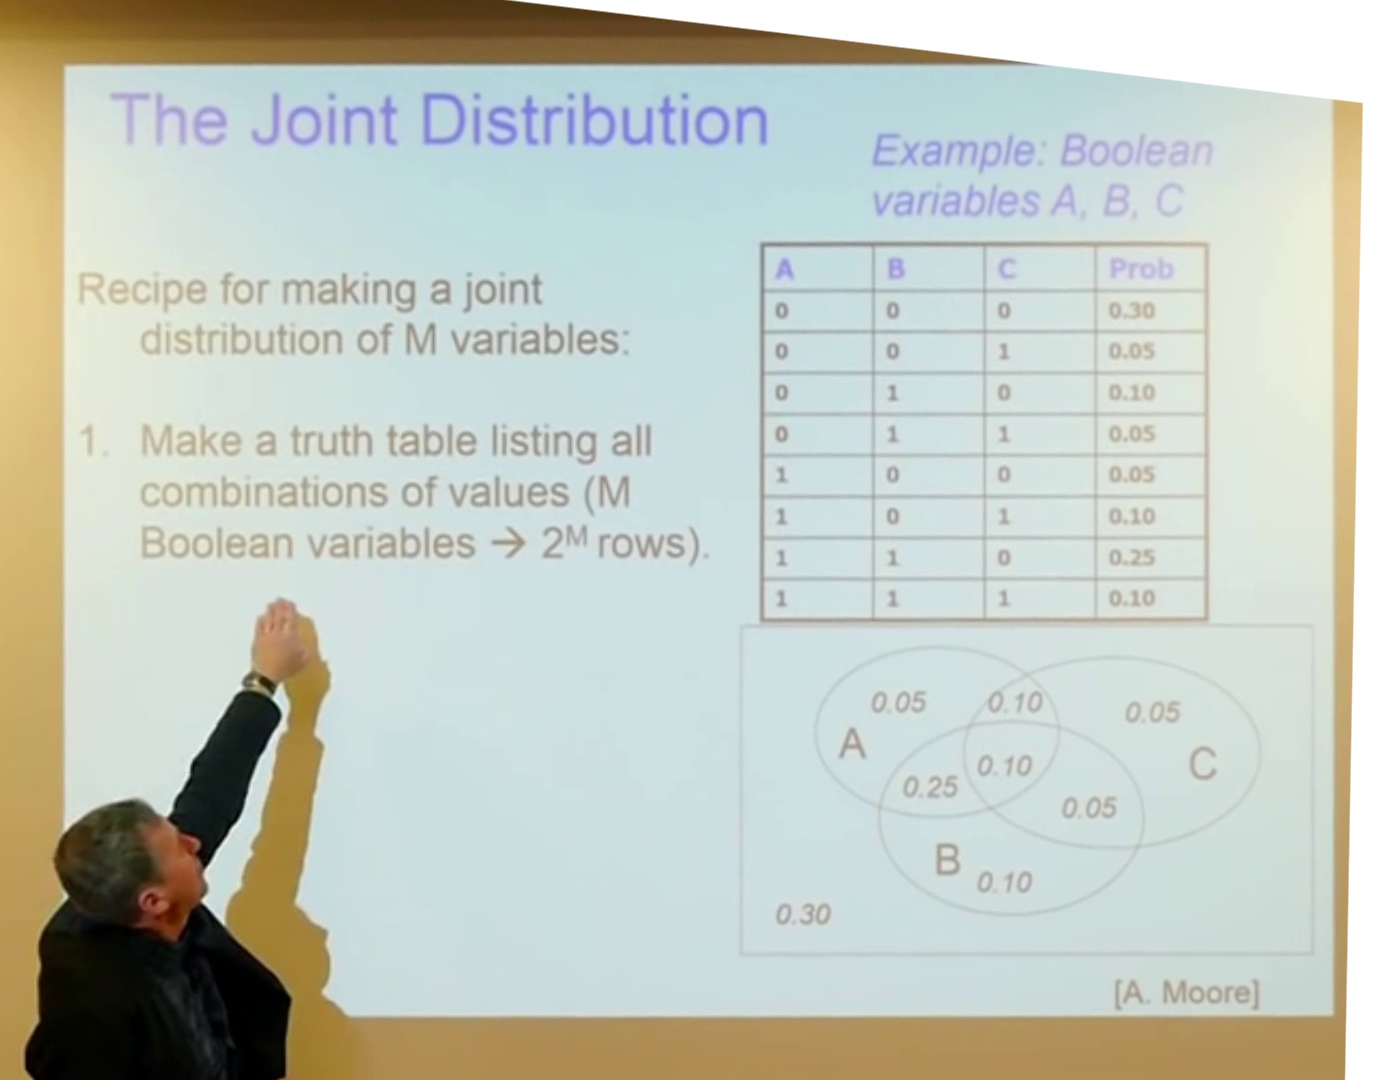 The Joint Distribution
Example: Boolean
variables A, B, C
Recipe for making a joint
distribution of M variables:
1. Make a truth table listing all
combinations of values (M
Boolean variables → 2ᴹ rows).
A B C Prob
0 0 0 0.30
0 0 1 0.05
0 1 0 0.10
0 1 1 0.05
1 0 0 0.05
1 0 1 0.10
1 1 0 0.25
1 1 1 0.10
0.05 0.10 0.05
A C
0.25 0.10 0.05
B 0.10
0.30
[A. Moore]